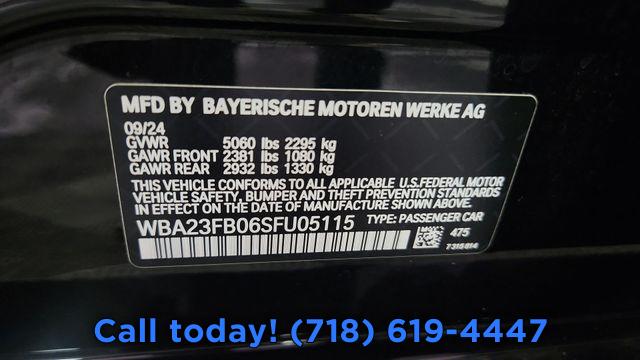 MFD BY BAYERISCHE MOTOREN WERKE AG
09/24
GVWR 5060 lbs 2295 kg
GAWR FRONT 2381 lbs 1080 kg
GAWR REAR 2932 lbs 1330 kg
THIS VEHICLE CONFORMS TO ALL APPLICABLE U.S.FEDERAL MOTOR
VEHICLE SAFETY, BUMPER AND THEFT PREVENTION STANDARDS
IN EFFECT ON THE DATE OF MANUFACTURE SHOWN ABOVE.
WBA23FB06SFU05115 TYPE: PASSENGER CAR
475
7318814
Call today! (718) 619-4447